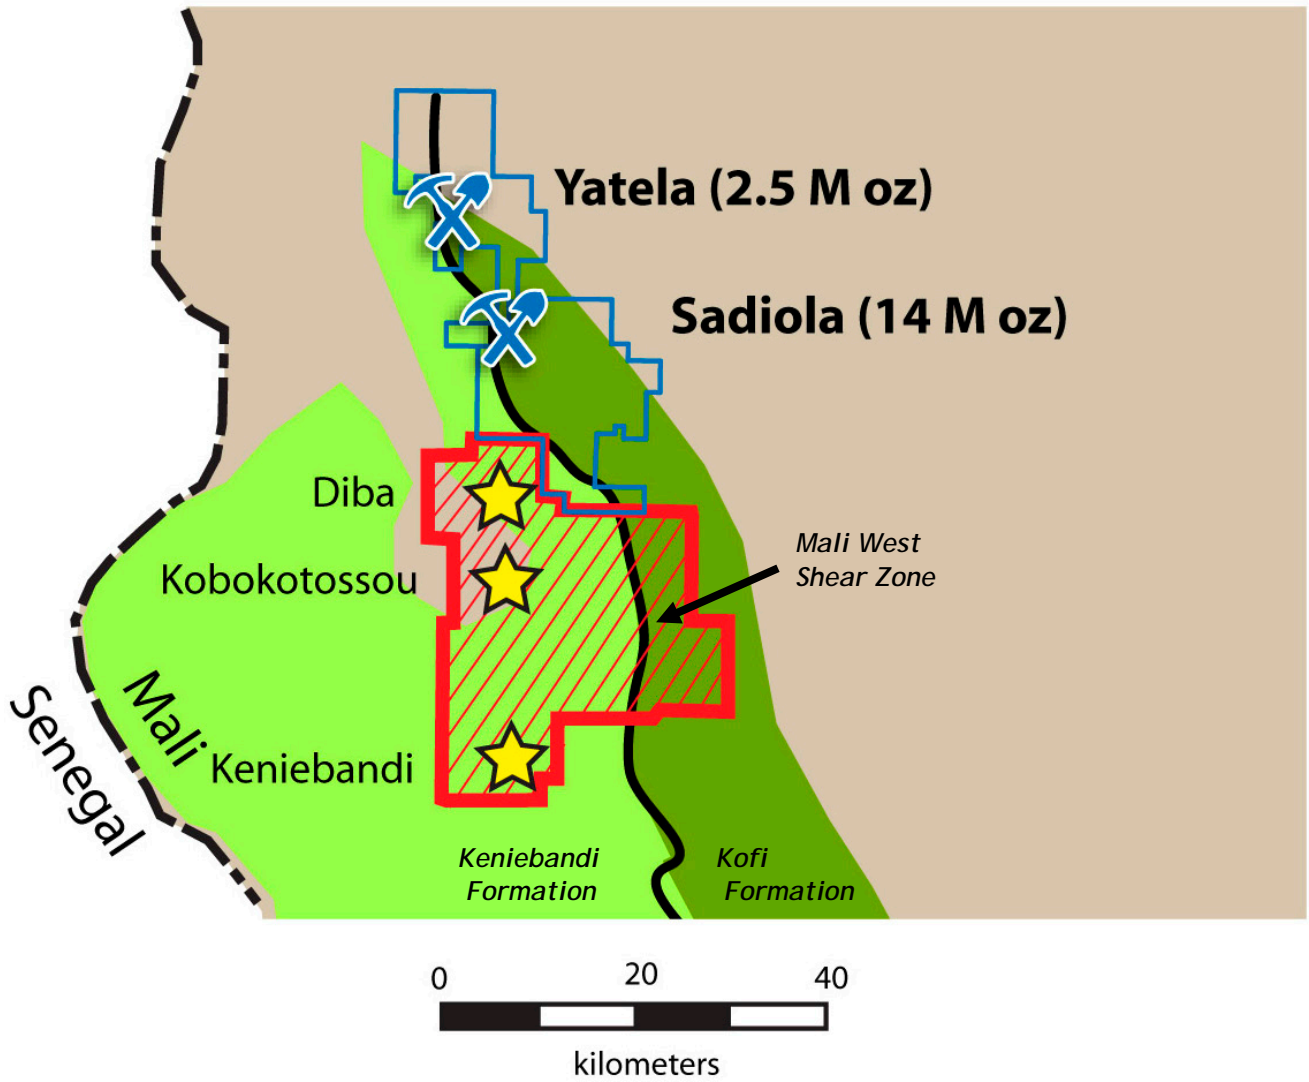 Yatela (2.5 M oz)
Sadiola (14 M oz)
Diba
Mali West
Shear Zone
Kobokotossou
Mali
Senegal
Keniebandi
Keniebandi
Formation
Kofi
Formation
0 20 40
kilometers